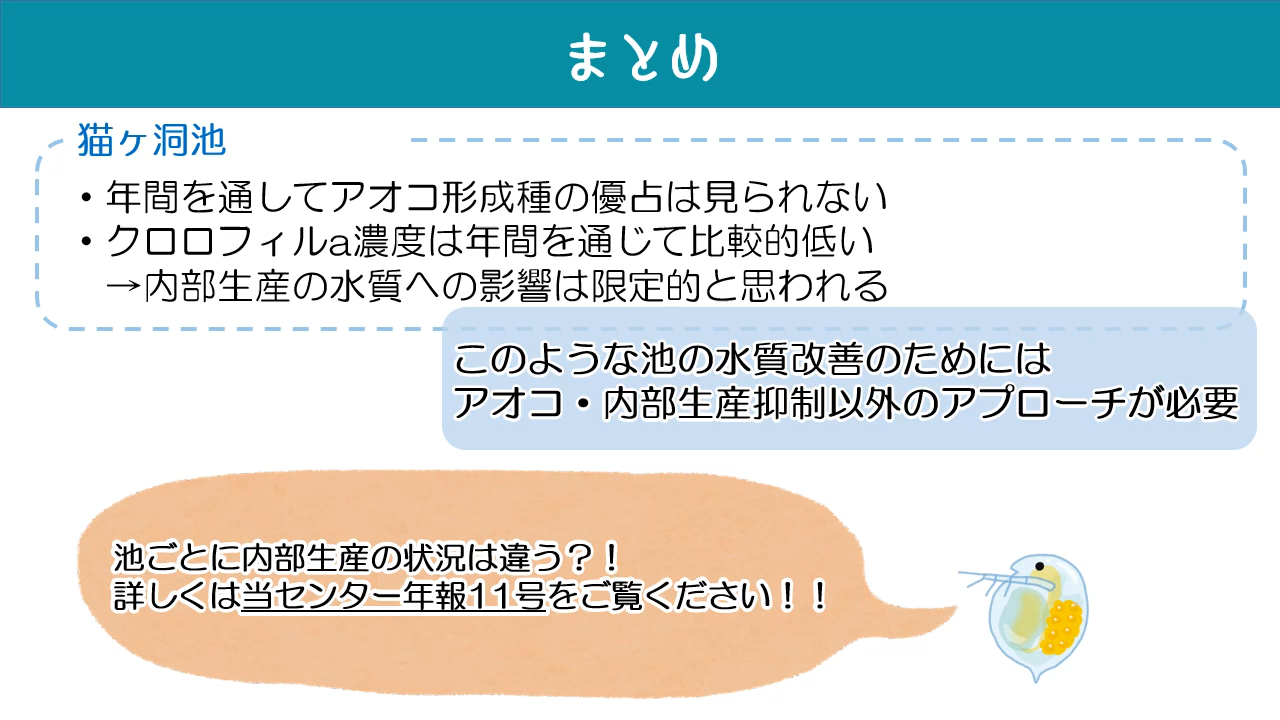 まとめ
猫ヶ洞池
・年間を通してアオコ形成種の優占は見られない
・クロロフィルa濃度は年間を通じて比較的低い
→内部生産の水質への影響は限定的と思われる
このような池の水質改善のためには
アオコ・内部生産抑制以外のアプローチが必要
池ごとに内部生産の状況は違う？！
詳しくは当センター年報11号をご覧ください！！